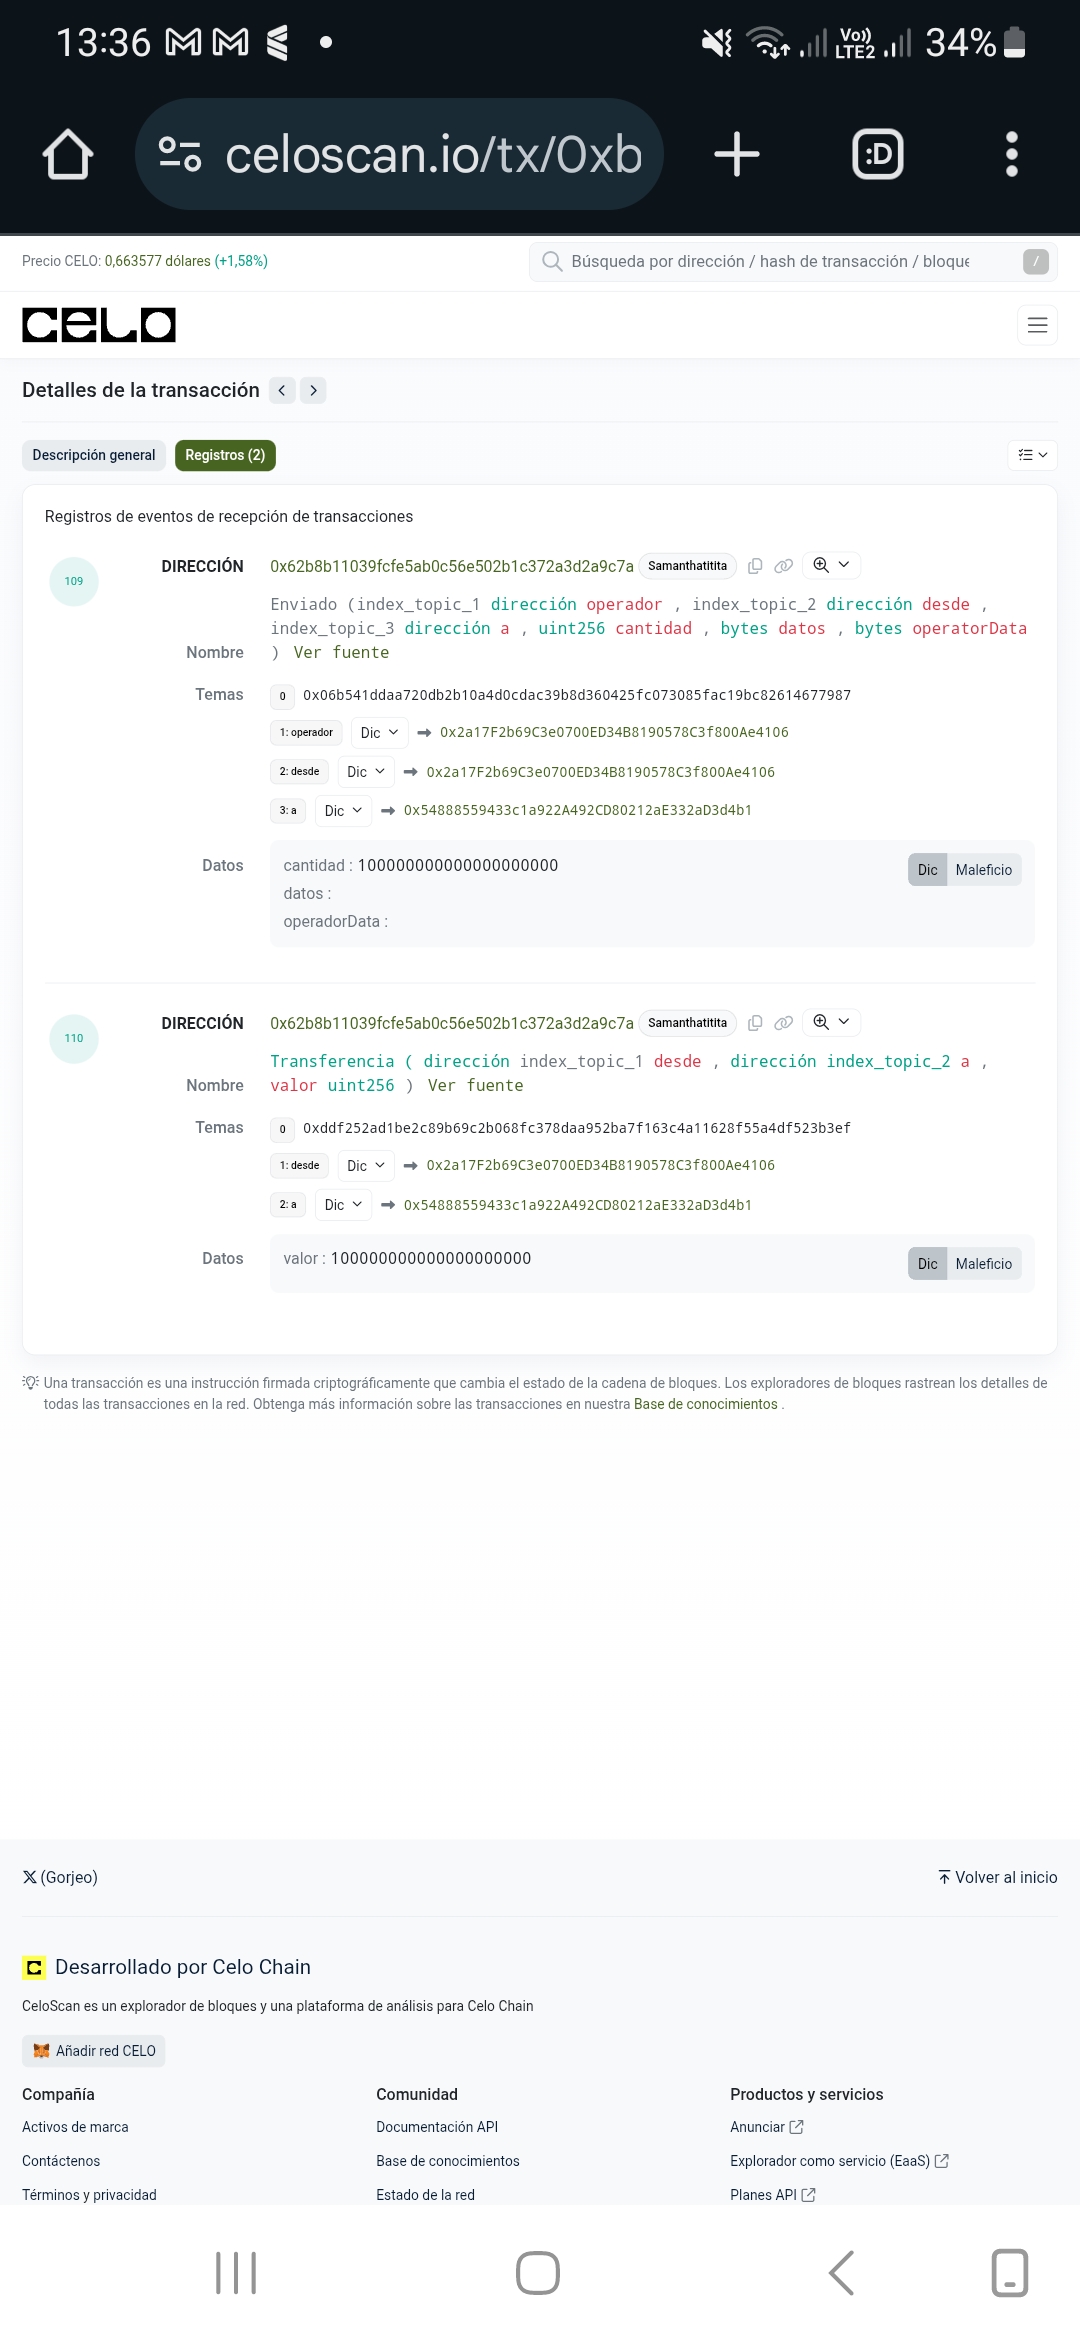 13:36
Vo))
LTE2
34%
celoscan.io/tx/0xb
:D
Precio CELO: 0,663577 dólares (+1,58%)
Búsqueda por dirección / hash de transacción / bloque
/
CELO
Detalles de la transacción
Descripción general
Registros (2)
Registros de eventos de recepción de transacciones
109
DIRECCIÓN
0x62b8b11039fcfe5ab0c56e502b1c372a3d2a9c7a
Samanthatitita
Nombre
Enviado (index_topic_1 dirección operador , index_topic_2 dirección desde ,
index_topic_3 dirección a , uint256 cantidad , bytes datos , bytes operatorData
) Ver fuente
Temas
0 0x06b541ddaa720db2b10a4d0cdac39b8d360425fc073085fac19bc82614677987
1: operador Dic 0x2a17F2b69C3e0700ED34B8190578C3f800Ae4106
2: desde Dic 0x2a17F2b69C3e0700ED34B8190578C3f800Ae4106
3: a Dic 0x54888559433c1a922A492CD80212aE332aD3d4b1
Datos
cantidad : 100000000000000000000
datos :
operadorData :
Dic Maleficio
110
DIRECCIÓN
0x62b8b11039fcfe5ab0c56e502b1c372a3d2a9c7a
Samanthatitita
Nombre
Transferencia ( dirección index_topic_1 desde , dirección index_topic_2 a ,
valor uint256 ) Ver fuente
Temas
0 0xddf252ad1be2c89b69c2b068fc378daa952ba7f163c4a11628f55a4df523b3ef
1: desde Dic 0x2a17F2b69C3e0700ED34B8190578C3f800Ae4106
2: a Dic 0x54888559433c1a922A492CD80212aE332aD3d4b1
Datos
valor : 100000000000000000000
Dic Maleficio
Una transacción es una instrucción firmada criptográficamente que cambia el estado de la cadena de bloques. Los exploradores de bloques rastrean los detalles de
todas las transacciones en la red. Obtenga más información sobre las transacciones en nuestra Base de conocimientos .
X (Gorjeo)
Volver al inicio
Desarrollado por Celo Chain
CeloScan es un explorador de bloques y una plataforma de análisis para Celo Chain
Añadir red CELO
Compañía
Activos de marca
Contáctenos
Términos y privacidad
Comunidad
Documentación API
Base de conocimientos
Estado de la red
Productos y servicios
Anunciar
Explorador como servicio (EaaS)
Planes API